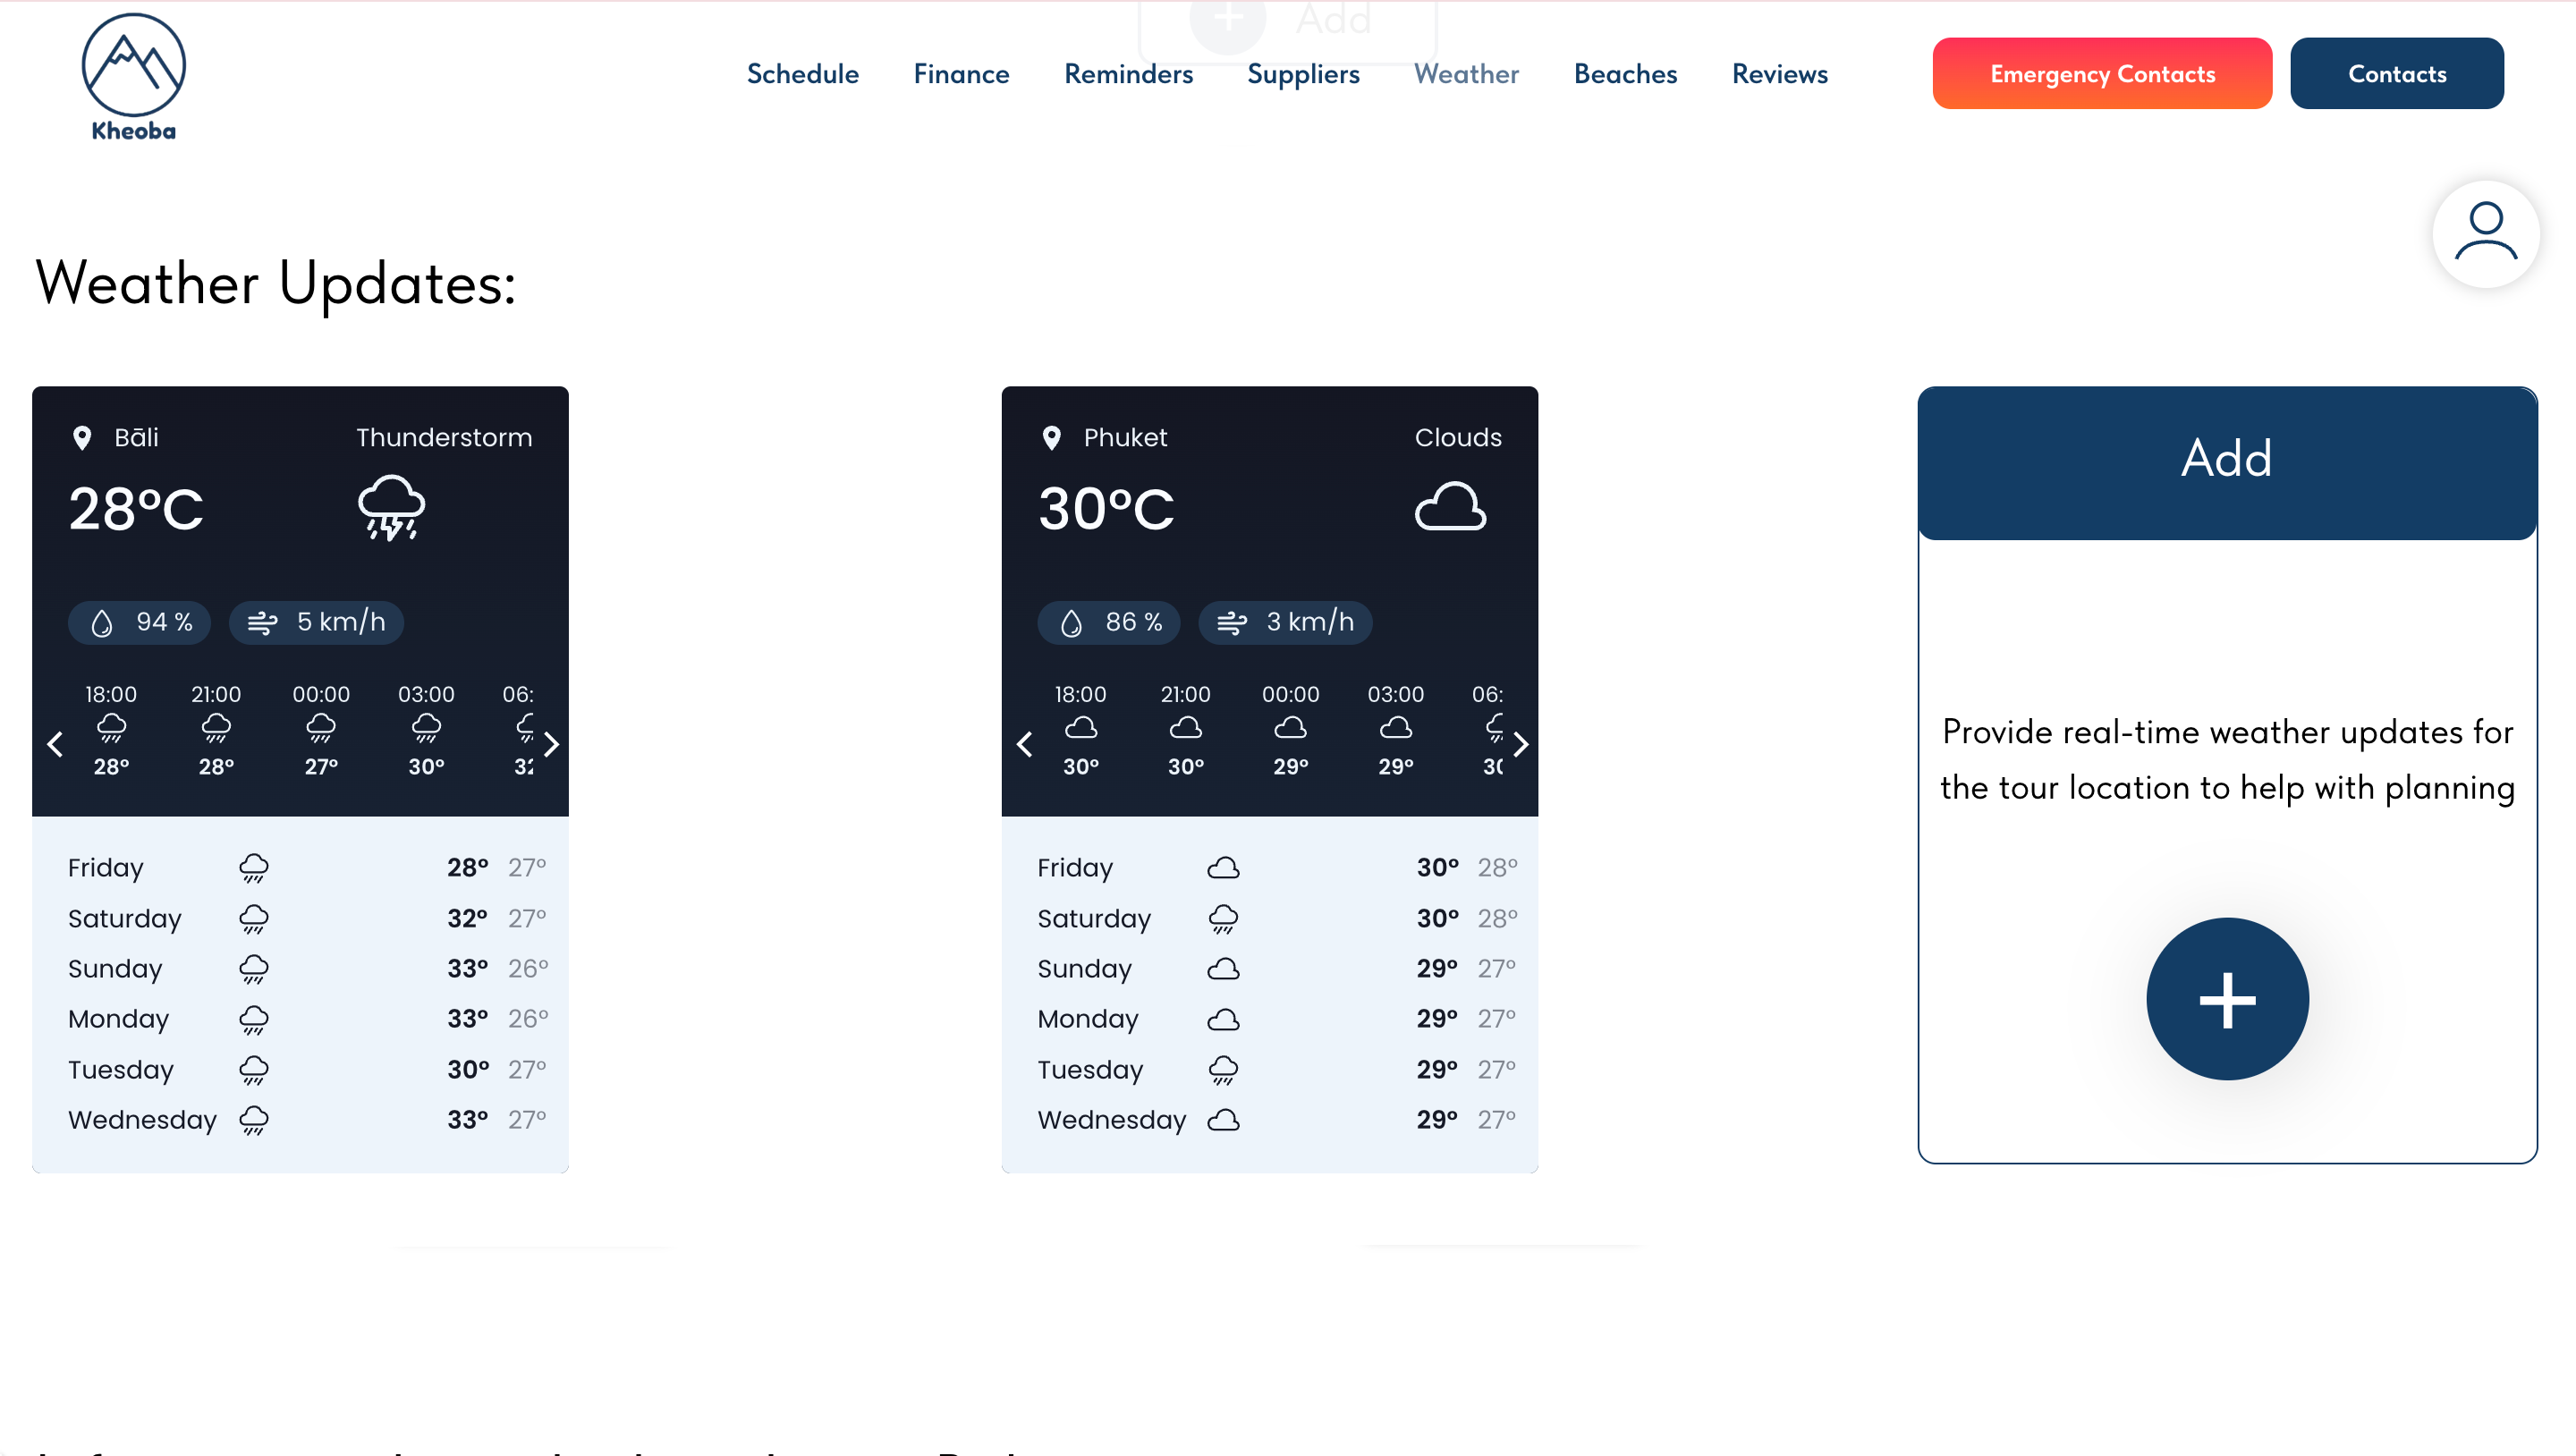 Add
Kheoba
Schedule Finance Reminders Suppliers Weather Beaches Reviews Emergency Contacts Contacts
Weather Updates:
Bāli Thunderstorm
28°C
94 % 5 km/h
18:00 21:00 00:00 03:00 06:
28° 28° 27° 30°
Friday 28° 27°
Saturday 32° 27°
Sunday 33° 26°
Monday 33° 26°
Tuesday 30° 27°
Wednesday 33° 27°
Phuket Clouds
30°C
86 % 3 km/h
18:00 21:00 00:00 03:00 06:
30° 30° 29° 29°
Friday 30° 28°
Saturday 30° 28°
Sunday 29° 27°
Monday 29° 27°
Tuesday 29° 27°
Wednesday 29° 27°
Add
Provide real-time weather updates for
the tour location to help with planning